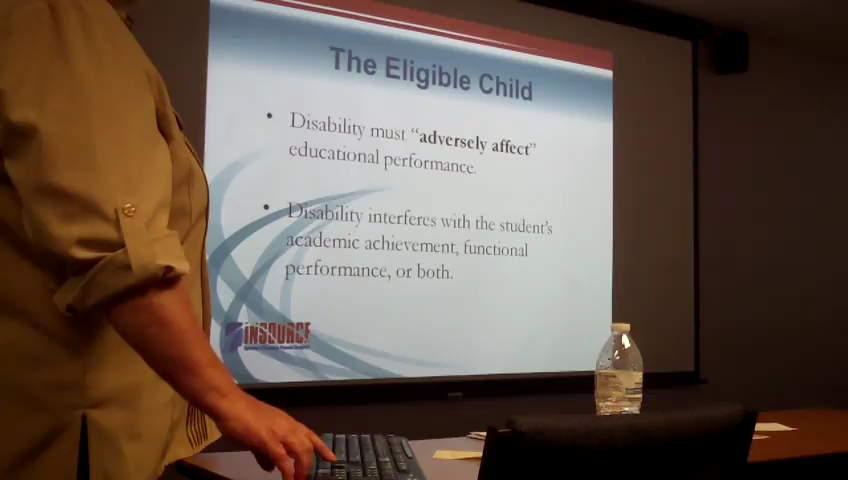 The Eligible Child
• Disability must “adversely affect”
educational performance.
• Disability interferes with the student’s
academic achievement, functional
performance, or both.
INSOURCE